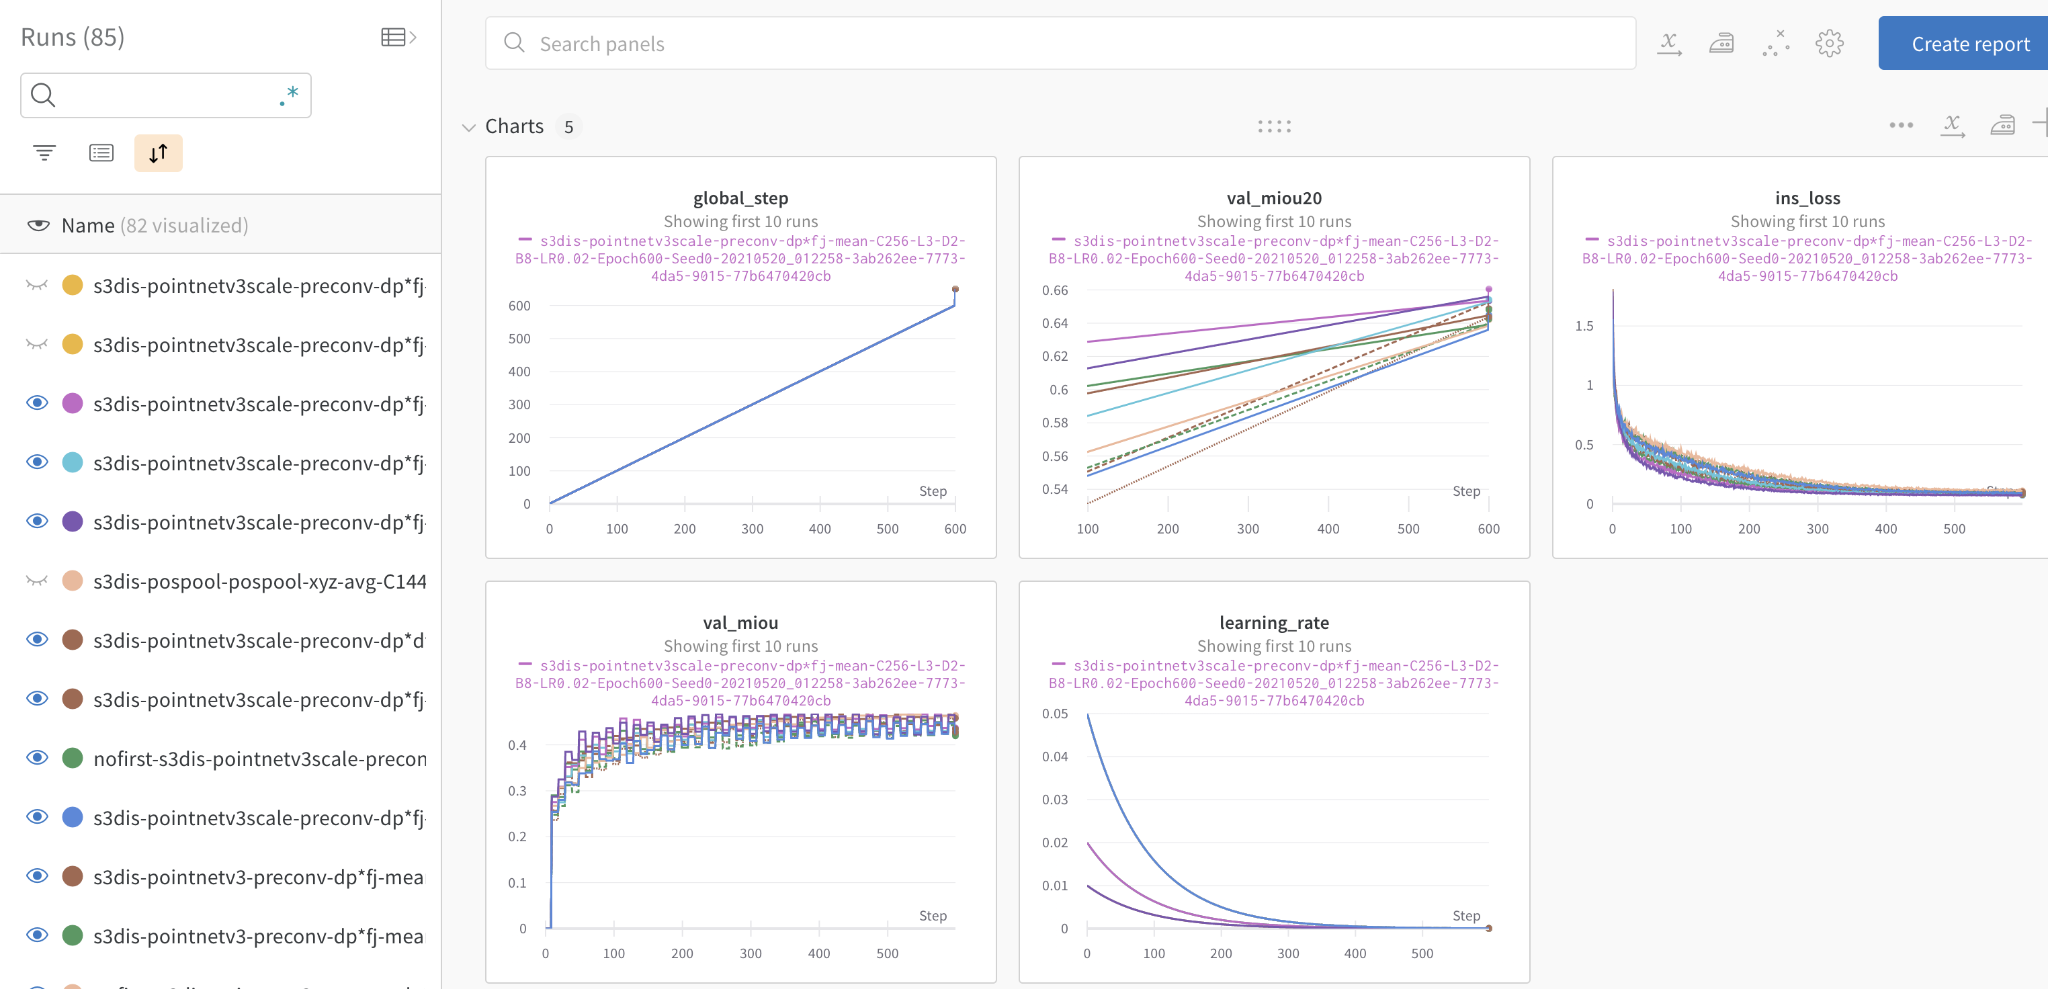 Runs (85)
.*
Name (82 visualized)
s3dis-pointnetv3scale-preconv-dp*fj-
s3dis-pointnetv3scale-preconv-dp*fj-
s3dis-pointnetv3scale-preconv-dp*fj-
s3dis-pointnetv3scale-preconv-dp*fj-
s3dis-pointnetv3scale-preconv-dp*fj-
s3dis-pospool-pospool-xyz-avg-C144
s3dis-pointnetv3scale-preconv-dp*d
s3dis-pointnetv3scale-preconv-dp*fj-
nofirst-s3dis-pointnetv3scale-precon
s3dis-pointnetv3scale-preconv-dp*fj-
s3dis-pointnetv3-preconv-dp*fj-mea
s3dis-pointnetv3-preconv-dp*fj-mea
Search panels
Create report
Charts 5
global_step
Showing first 10 runs
s3dis-pointnetv3scale-preconv-dp*fj-mean-C256-L3-D2-
B8-LR0.02-Epoch600-Seed0-20210520_012258-3ab262ee-7773-
4da5-9015-77b6470420cb
600
500
400
300
200
100
0
Step
0 100 200 300 400 500 600
val_miou20
Showing first 10 runs
s3dis-pointnetv3scale-preconv-dp*fj-mean-C256-L3-D2-
B8-LR0.02-Epoch600-Seed0-20210520_012258-3ab262ee-7773-
4da5-9015-77b6470420cb
0.66
0.64
0.62
0.6
0.58
0.56
0.54
Step
100 200 300 400 500 600
ins_loss
Showing first 10 runs
s3dis-pointnetv3scale-preconv-dp*fj-mean-C256-L3-D2-
B8-LR0.02-Epoch600-Seed0-20210520_012258-3ab262ee-7773-
4da5-9015-77b6470420cb
1.5
1
0.5
0
Step
0 100 200 300 400 500
val_miou
Showing first 10 runs
s3dis-pointnetv3scale-preconv-dp*fj-mean-C256-L3-D2-
B8-LR0.02-Epoch600-Seed0-20210520_012258-3ab262ee-7773-
4da5-9015-77b6470420cb
0.4
0.3
0.2
0.1
0
Step
0 100 200 300 400 500
learning_rate
Showing first 10 runs
s3dis-pointnetv3scale-preconv-dp*fj-mean-C256-L3-D2-
B8-LR0.02-Epoch600-Seed0-20210520_012258-3ab262ee-7773-
4da5-9015-77b6470420cb
0.05
0.04
0.03
0.02
0.01
0
Step
0 100 200 300 400 500